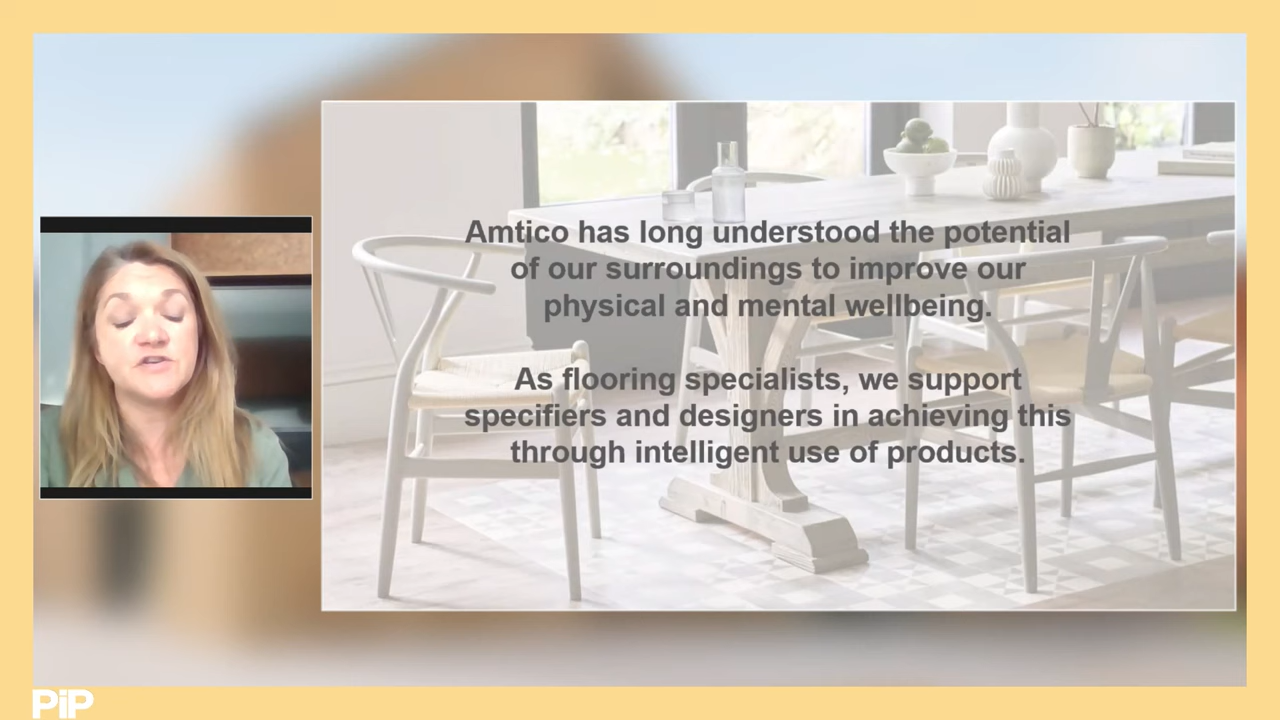 Amtico has long understood the potential
of our surroundings to improve our
physical and mental wellbeing.
As flooring specialists, we support
specifiers and designers in achieving this
through intelligent use of products.
PiP